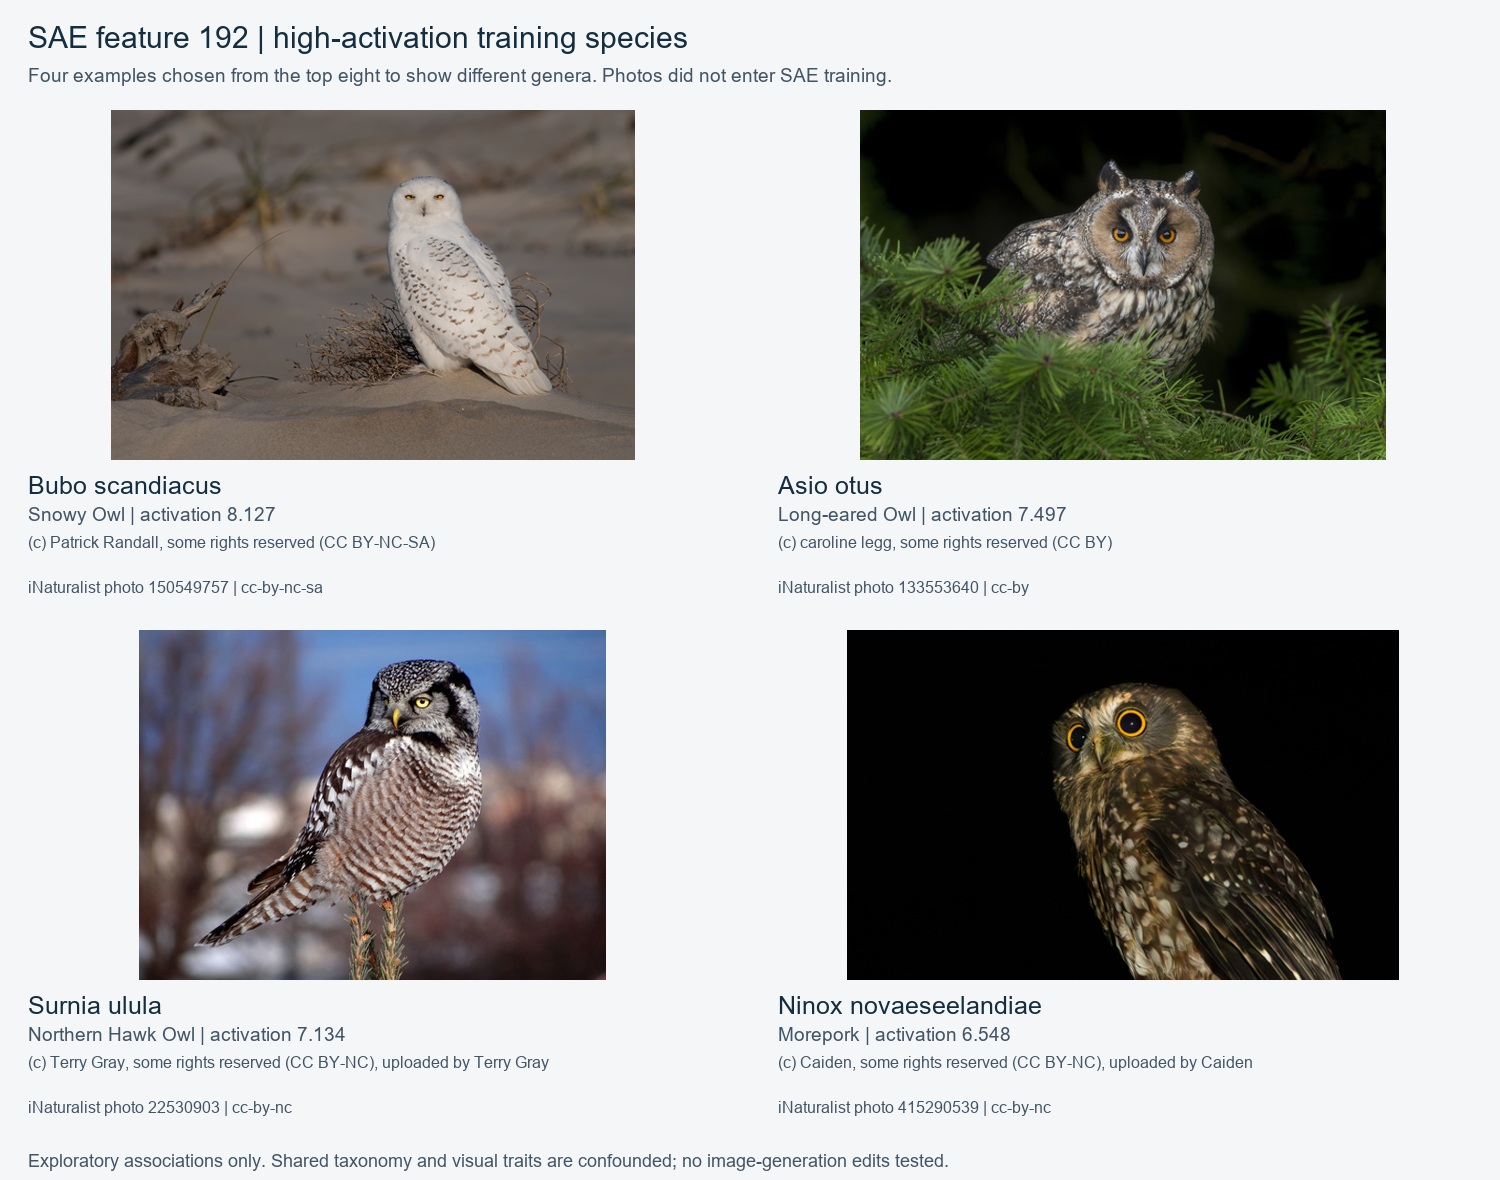 SAE feature 192 | high-activation training species
Four examples chosen from the top eight to show different genera. Photos did not enter SAE training.
Bubo scandiacus
Snowy Owl | activation 8.127
(c) Patrick Randall, some rights reserved (CC BY-NC-SA)
iNaturalist photo 150549757 | cc-by-nc-sa
Asio otus
Long-eared Owl | activation 7.497
(c) caroline legg, some rights reserved (CC BY)
iNaturalist photo 133553640 | cc-by
Surnia ulula
Northern Hawk Owl | activation 7.134
(c) Terry Gray, some rights reserved (CC BY-NC), uploaded by Terry Gray
iNaturalist photo 22530903 | cc-by-nc
Ninox novaeseelandiae
Morepork | activation 6.548
(c) Caiden, some rights reserved (CC BY-NC), uploaded by Caiden
iNaturalist photo 415290539 | cc-by-nc
Exploratory associations only. Shared taxonomy and visual traits are confounded; no image-generation edits tested.